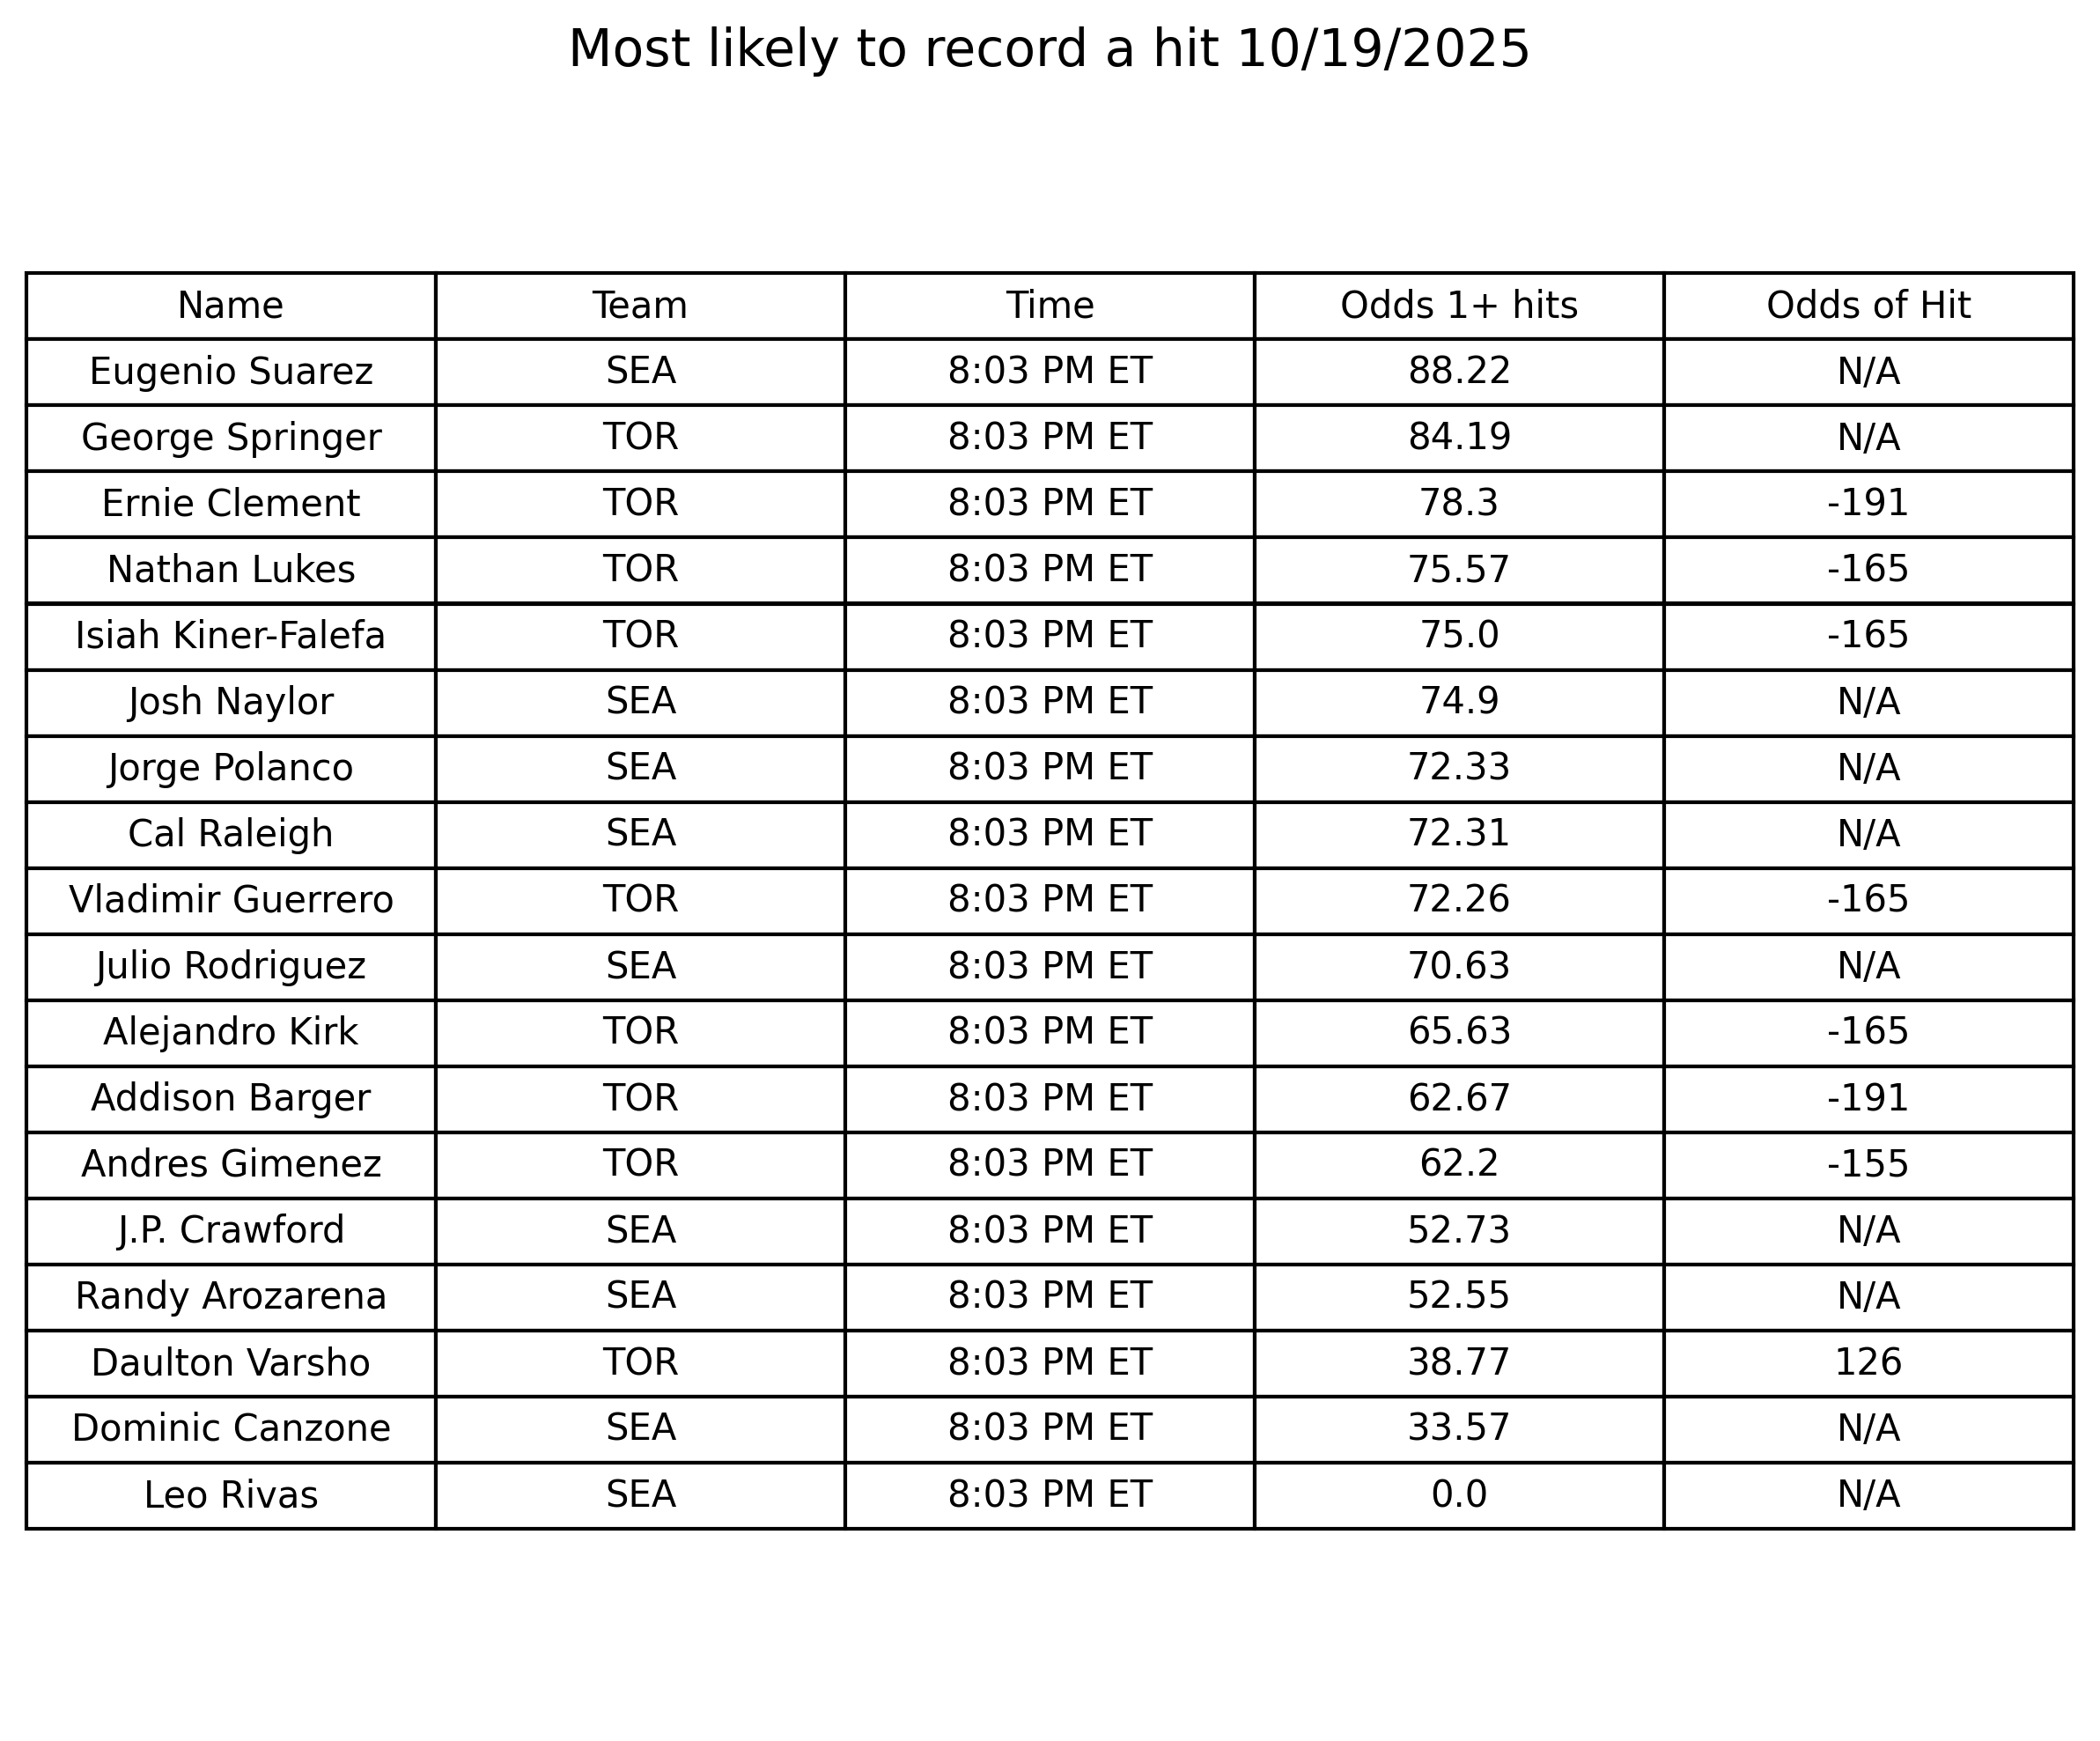 Most likely to record a hit 10/19/2025
Name Team Time Odds 1+ hits Odds of Hit
Eugenio Suarez SEA 8:03 PM ET 88.22 N/A
George Springer TOR 8:03 PM ET 84.19 N/A
Ernie Clement TOR 8:03 PM ET 78.3 -191
Nathan Lukes TOR 8:03 PM ET 75.57 -165
Isiah Kiner-Falefa TOR 8:03 PM ET 75.0 -165
Josh Naylor SEA 8:03 PM ET 74.9 N/A
Jorge Polanco SEA 8:03 PM ET 72.33 N/A
Cal Raleigh SEA 8:03 PM ET 72.31 N/A
Vladimir Guerrero TOR 8:03 PM ET 72.26 -165
Julio Rodriguez SEA 8:03 PM ET 70.63 N/A
Alejandro Kirk TOR 8:03 PM ET 65.63 -165
Addison Barger TOR 8:03 PM ET 62.67 -191
Andres Gimenez TOR 8:03 PM ET 62.2 -155
J.P. Crawford SEA 8:03 PM ET 52.73 N/A
Randy Arozarena SEA 8:03 PM ET 52.55 N/A
Daulton Varsho TOR 8:03 PM ET 38.77 126
Dominic Canzone SEA 8:03 PM ET 33.57 N/A
Leo Rivas SEA 8:03 PM ET 0.0 N/A